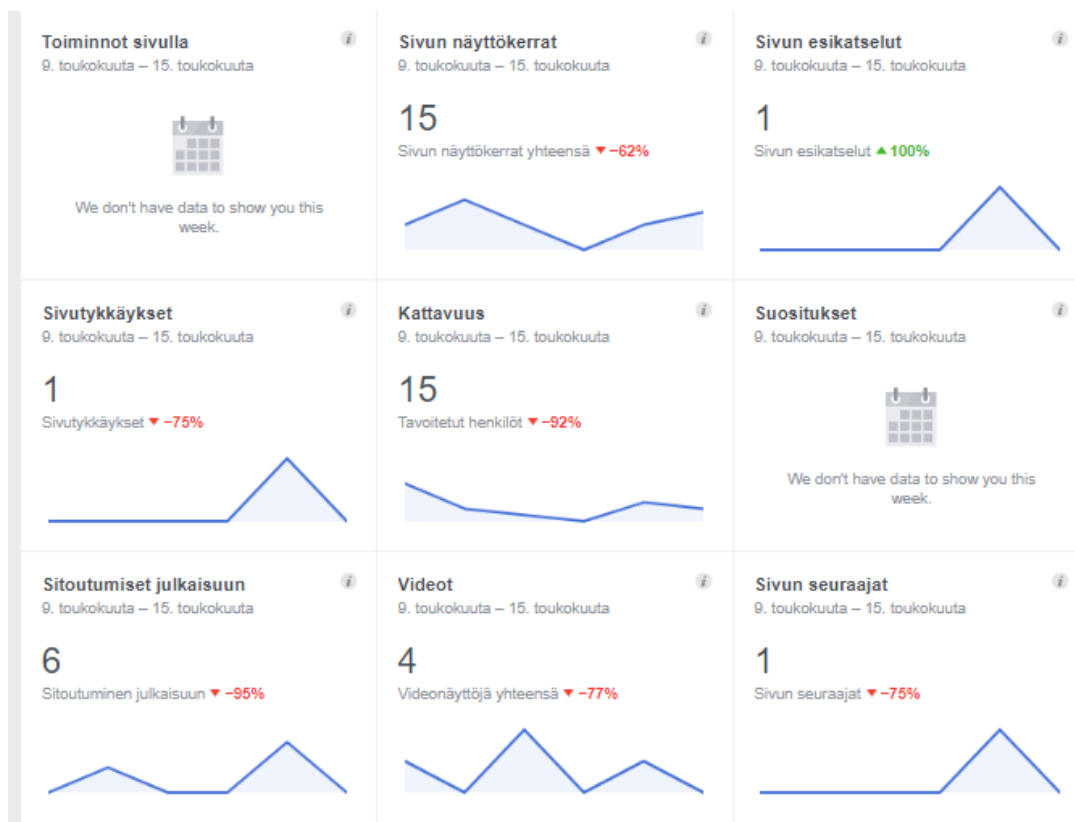 Toiminnot sivulla
9. toukokuuta – 15. toukokuuta
We don't have data to show you this
week.
Sivun näyttökerrat
9. toukokuuta – 15. toukokuuta
15
Sivun näyttökerrat yhteensä ▼ –62%
Sivun esikatselut
9. toukokuuta – 15. toukokuuta
1
Sivun esikatselut ▲ 100%
Sivutykkäykset
9. toukokuuta – 15. toukokuuta
1
Sivutykkäykset ▼ –75%
Kattavuus
9. toukokuuta – 15. toukokuuta
15
Tavoitetut henkilöt ▼ –92%
Suositukset
9. toukokuuta – 15. toukokuuta
We don't have data to show you this
week.
Sitoutumiset julkaisuun
9. toukokuuta – 15. toukokuuta
6
Sitoutuminen julkaisuun ▼ –95%
Videot
9. toukokuuta – 15. toukokuuta
4
Videonäyttöjä yhteensä ▼ –77%
Sivun seuraajat
9. toukokuuta – 15. toukokuuta
1
Sivun seuraajat ▼ –75%